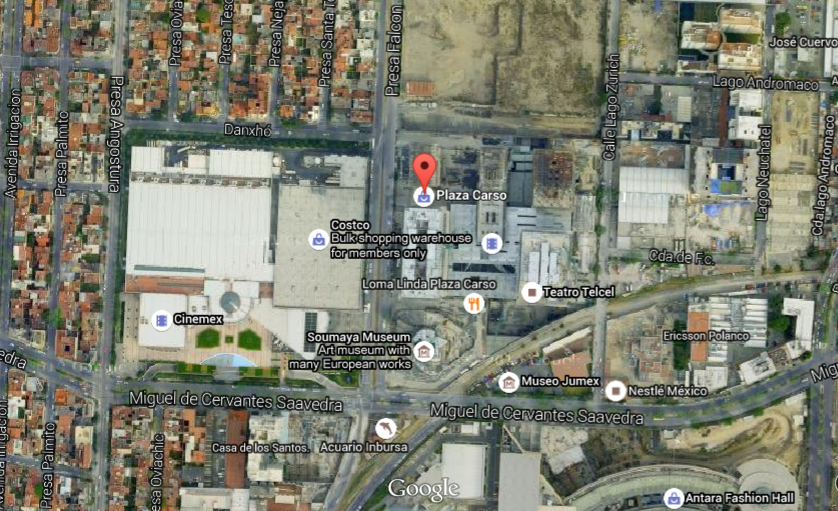 Presa Ovia
Presa Teso
Presa Neja
Presa Santa Te
Presa Falcon
José Cuervo
Lago Andromaco
Calle Lago Zurich
Avenida Irrigacion
Presa Palmito
Presa Angostura
Danxhó
Lago Neuchatel
Cda.lago Andromaco
Plaza Carso
Costco
Bulk shopping warehouse
for members only
Cda.de F.c.
Loma Linda Plaza Carso
Teatro Telcel
Cinemex
Soumaya Museum
Art museum with
many European works
Ericsson Polanco
edra
Museo Jumex
Nestlé México
Mig
Miguel de Cervantes Saavedra
Miguel de Cervantes Saavedra
Avenida Irrigacion
Presa Palmito
esa Oviachic
Casa de los Santos.
Acuario Inbursa
Google
Antara Fashion Hall